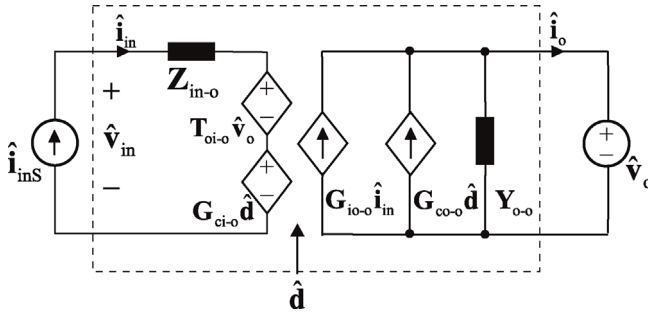 î_in
î_o
Z_in-o
+
+
−
T_oi-o v̂_o
v̂_in
î_inS
+
−
+
−
−
v̂_o
G_ci-o d̂
G_io-o î_in
G_co-o d̂
Y_o-o
d̂